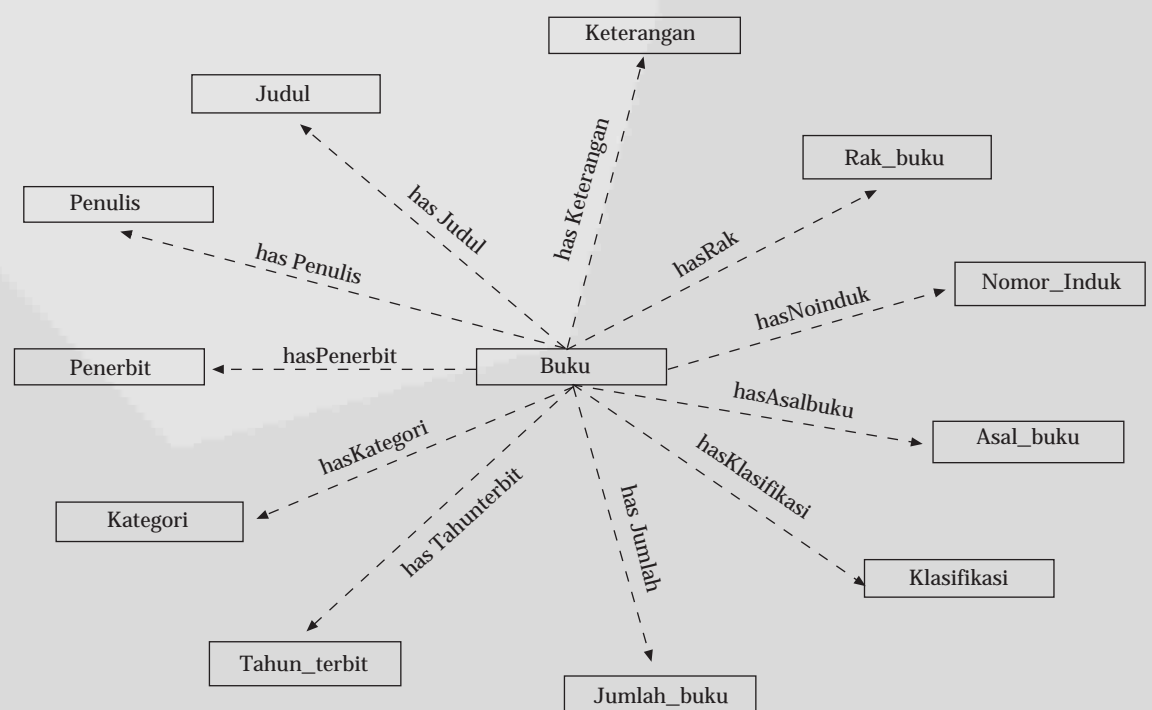 Keterangan
Judul
Rak_buku
Penulis
has Keterangan
has Judul
has Penulis
hasRak
Nomor_Induk
hasNoinduk
Penerbit
hasPenerbit
Buku
hasAsalbuku
Asal_buku
hasKategori
hasKlasifikasi
Kategori
has Tahunterbit
has Jumlah
Klasifikasi
Tahun_terbit
Jumlah_buku